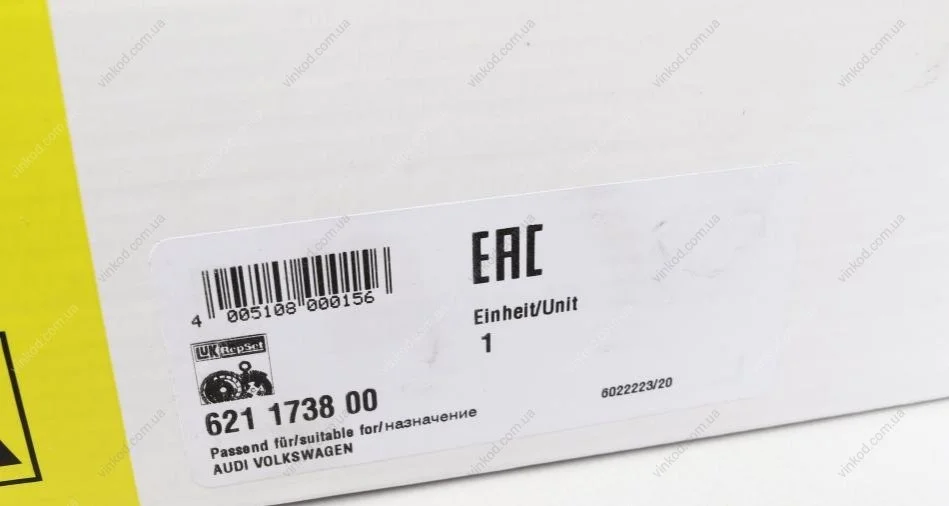 EAC
4 005108 000156
Einheit/Unit
1
LUK RepSet
621 1738 00
6022223/20
Passend für/suitable for/назначение
AUDI VOLKSWAGEN
vinkod.com.ua